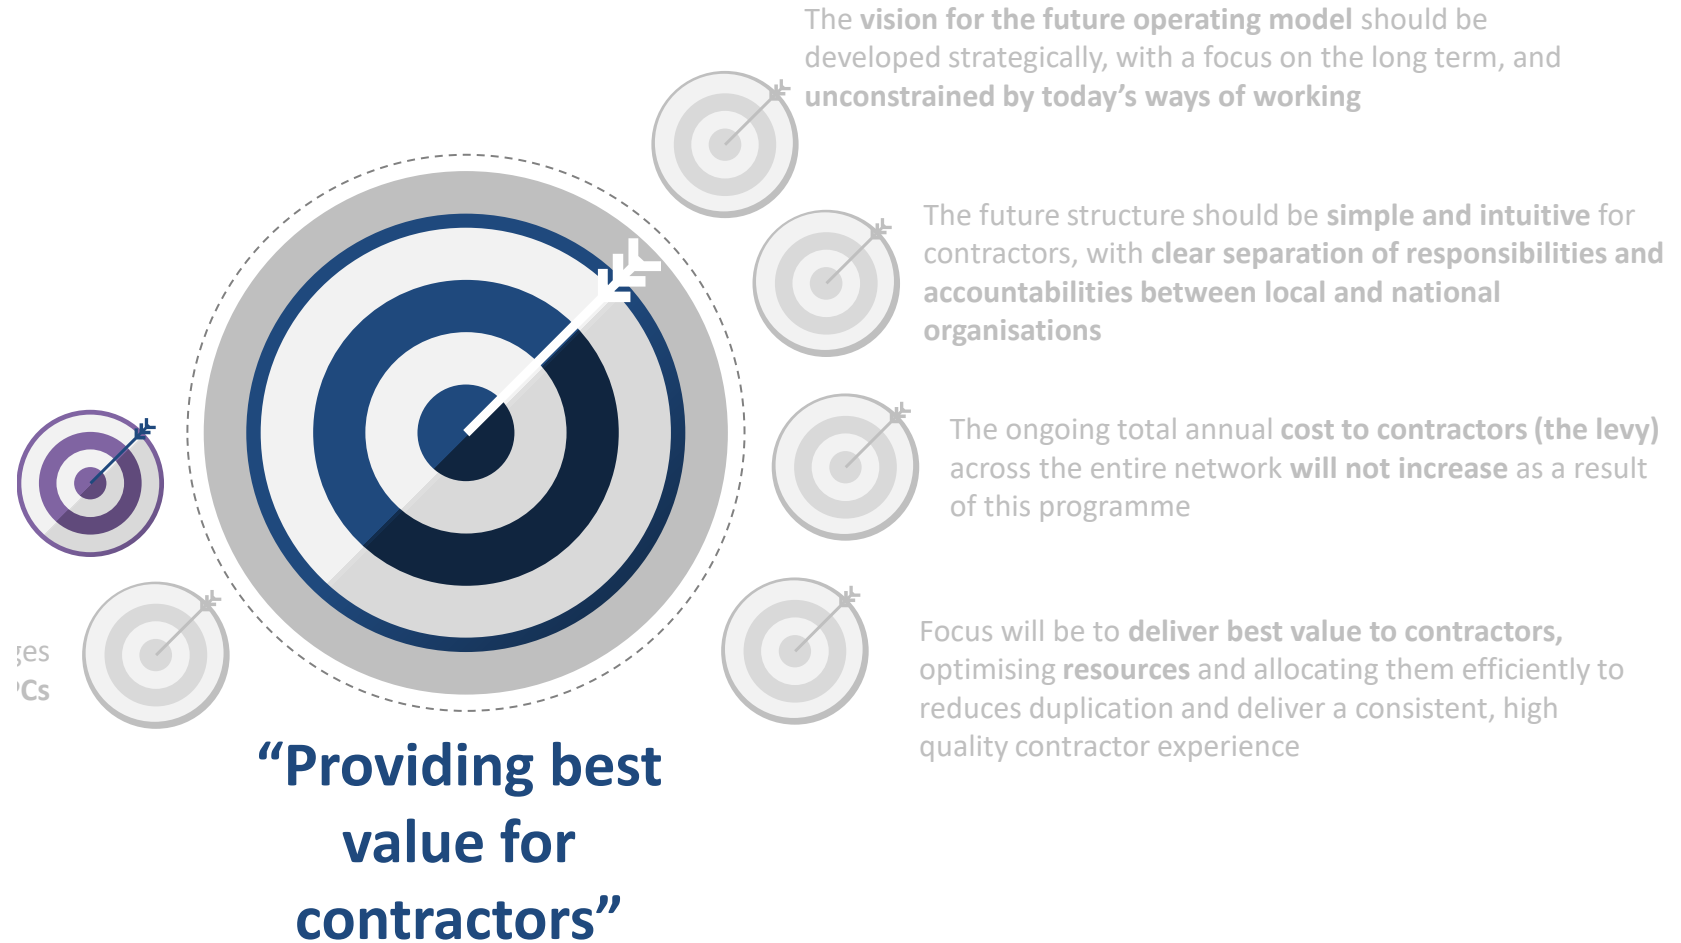 The vision for the future operating model should be
developed strategically, with a focus on the long term, and
unconstrained by today's ways of working
The future structure should be simple and intuitive for
contractors, with clear separation of responsibilities and
accountabilities between local and national
organisations
The ongoing total annual cost to contractors (the levy)
across the entire network will not increase as a result
of this programme
Focus will be to deliver best value to contractors,
optimising resources and allocating them efficiently to
reduces duplication and deliver a consistent, high
quality contractor experience
“Providing best
value for
contractors”